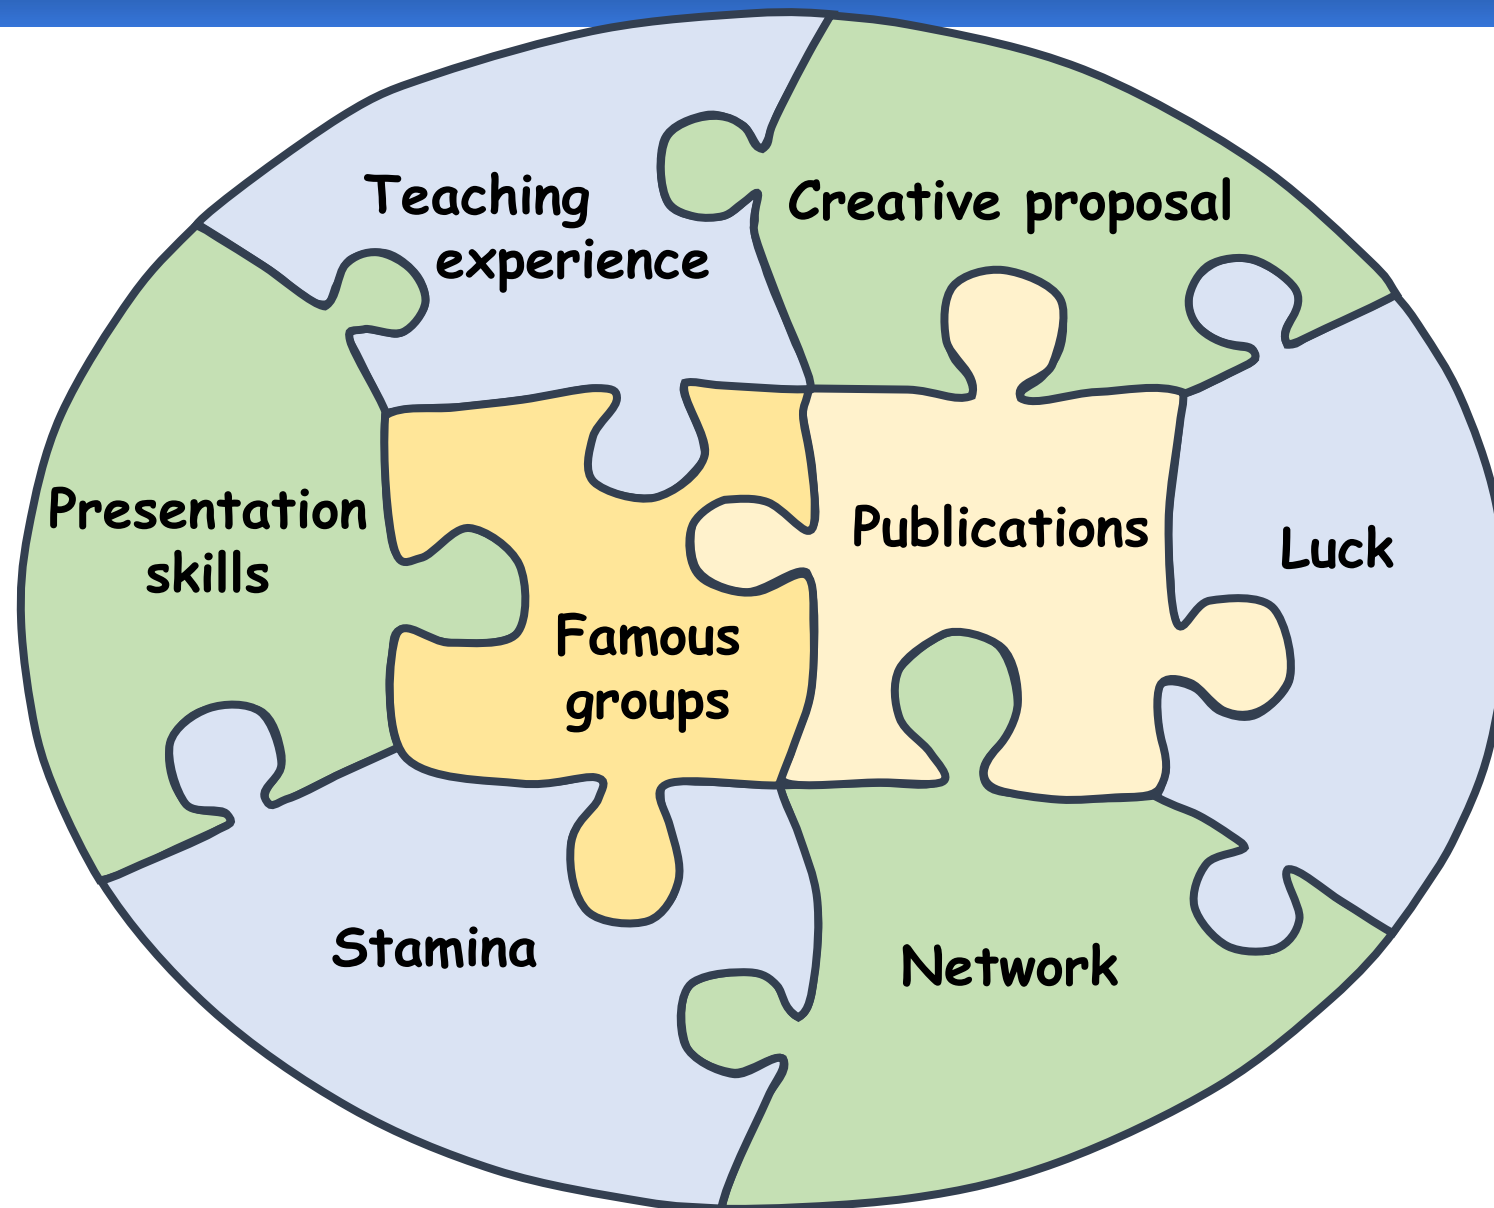 Teaching
experience
Creative proposal
Presentation
skills
Publications
Luck
Famous
groups
Stamina
Network